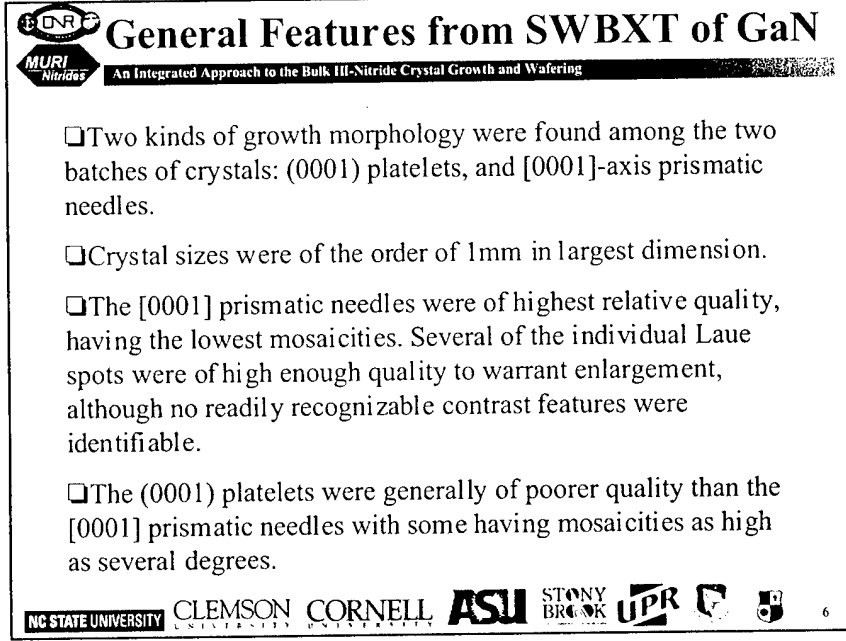 ONR
General Features from SWBXT of GaN
MURI
Nitrides
An Integrated Approach to the Bulk III-Nitride Crystal Growth and Wafering
❑Two kinds of growth morphology were found among the two
batches of crystals: (0001) platelets, and [0001]-axis prismatic
needles.
❑Crystal sizes were of the order of 1mm in largest dimension.
❑The [0001] prismatic needles were of highest relative quality,
having the lowest mosaicities. Several of the individual Laue
spots were of high enough quality to warrant enlargement,
although no readily recognizable contrast features were
identifiable.
❑The (0001) platelets were generally of poorer quality than the
[0001] prismatic needles with some having mosaicities as high
as several degrees.
NC STATE UNIVERSITY CLEMSON UNIVERSITY CORNELL UNIVERSITY ASU STONY BROOK UPR 6